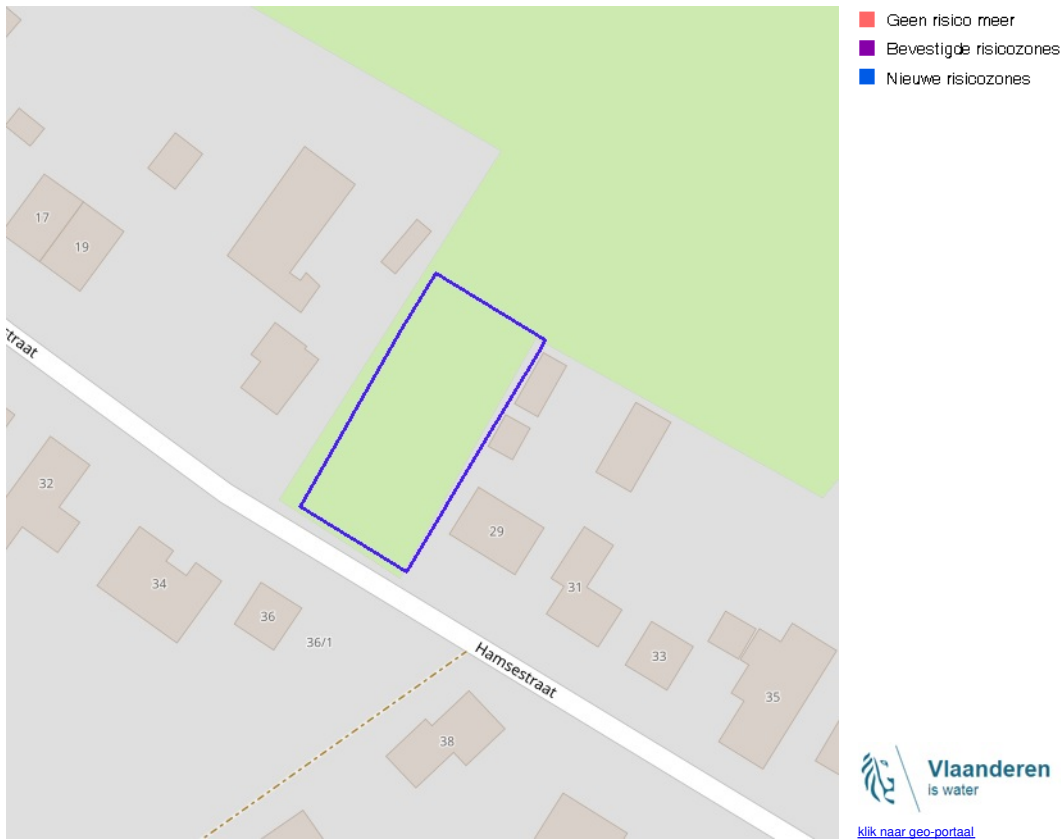 Geen risico meer
Bevestigde risicozones
Nieuwe risicozones
17
19
straat
32
34
36
36/1
29
31
33
35
Hamsestraat
38
Vlaanderen
is water
klik naar geo-portaal